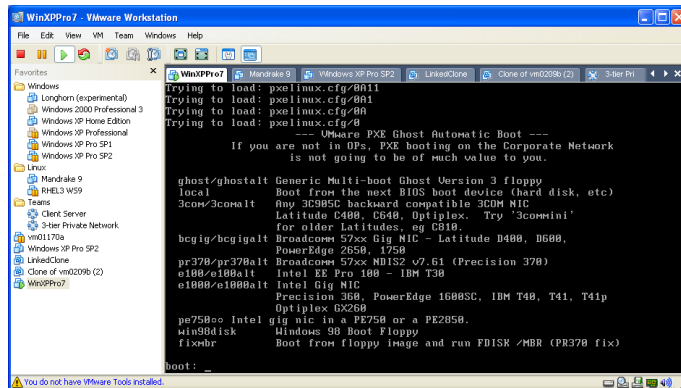 WinXPPro7 - VMware Workstation
File Edit View VM Team Windows Help
Favorites
WinXPPro7 Mandrake 9 Windows XP Pro SP2 LinkedClone Clone of vm0209b (2) 3-tier Pri
Windows
Longhorn (experimental)
Windows 2000 Professional 3
Windows XP Home Edition
Windows XP Professional
Windows XP Pro SP1
Windows XP Pro SP2
Linux
Mandrake 9
RHEL3 WS9
Teams
Client Server
3-tier Private Network
vm01170a
Windows XP Pro SP2
LinkedClone
Clone of vm0209b (2)
WinXPPro7
Trying to load: pxelinux.cfg/0A11
Trying to load: pxelinux.cfg/0A1
Trying to load: pxelinux.cfg/0A
Trying to load: pxelinux.cfg/0
--- VMware PXE Ghost Automatic Boot ---
If you are not in OPs, PXE booting on the Corporate Network
is not going to be of much value to you.
ghost/ghostalt Generic Multi-boot Ghost Version 3 floppy
local Boot from the next BIOS boot device (hard disk, etc)
3com/3comalt Any 3C905C backward compatible 3COM NIC
Latitude C400, C640, Optiplex. Try '3commini'
for older Latitudes, eg C810.
bcgig/bcgigalt Broadcomm 57xx Gig NIC - Latitude D400, D600,
PowerEdge 2650, 1750
pr370/pr370alt Broadcomm 57xx NDIS2 v7.61 (Precision 370)
e100/e100alt Intel EE Pro 100 - IBM T30
e1000/e1000alt Intel Gig NIC
Precision 360, PowerEdge 1600SC, IBM T40, T41, T41p
Optiplex GX260
pe750oo Intel gig nic in a PE750 or a PE2850.
win98disk Windows 98 Boot Floppy
fixmbr Boot from floppy image and run FDISK /MBR (PR370 fix)
boot: _
You do not have VMware Tools installed.